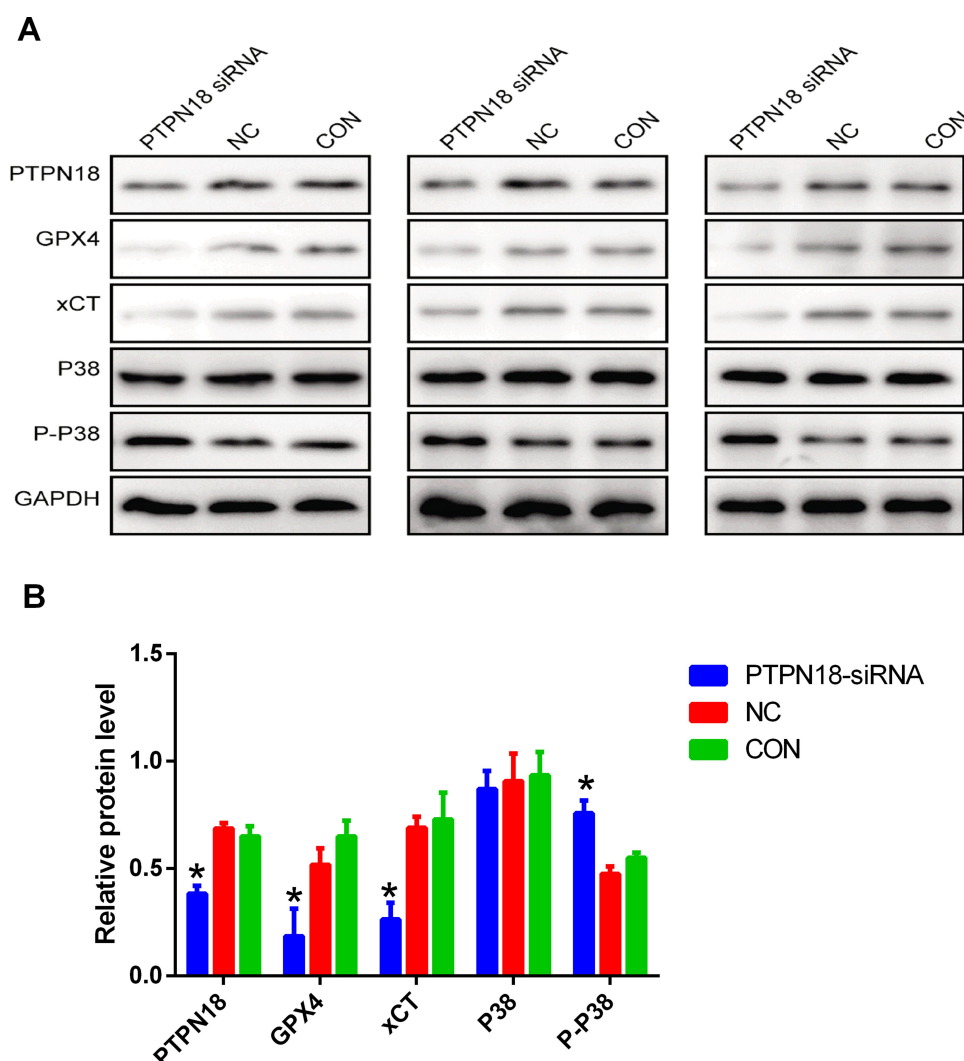 A
PTPN18 siRNA NC CON PTPN18 siRNA NC CON PTPN18 siRNA NC CON
PTPN18
GPX4
xCT
P38
P-P38
GAPDH
B
Relative protein level
1.5
1.0
0.5
0.0
* * * *
PTPN18 GPX4 xCT P38 P-P38
PTPN18-siRNA
NC
CON